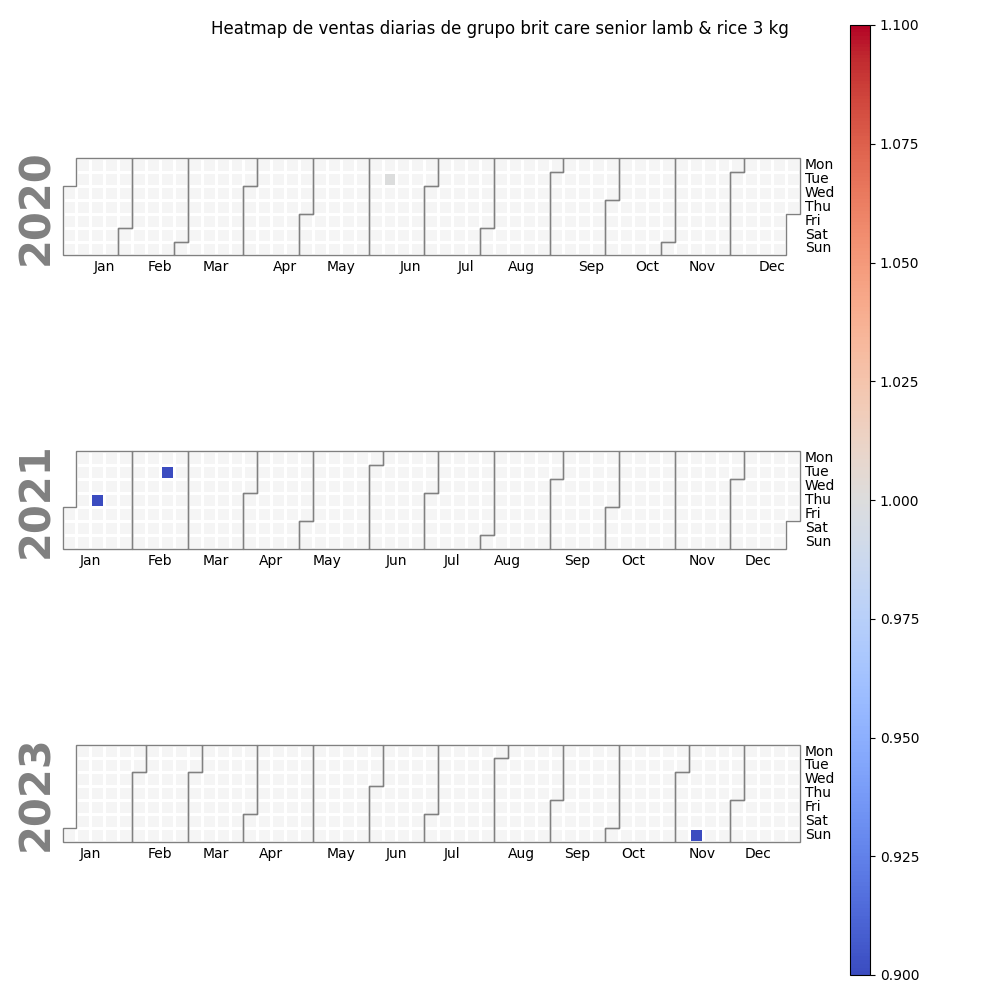 Heatmap de ventas diarias de grupo brit care senior lamb & rice 3 kg
2020
Mon
Tue
Wed
Thu
Fri
Sat
Sun
Jan Feb Mar Apr May Jun Jul Aug Sep Oct Nov Dec
2021
Mon
Tue
Wed
Thu
Fri
Sat
Sun
Jan Feb Mar Apr May Jun Jul Aug Sep Oct Nov Dec
2023
Mon
Tue
Wed
Thu
Fri
Sat
Sun
Jan Feb Mar Apr May Jun Jul Aug Sep Oct Nov Dec
1.100
1.075
1.050
1.025
1.000
0.975
0.950
0.925
0.900